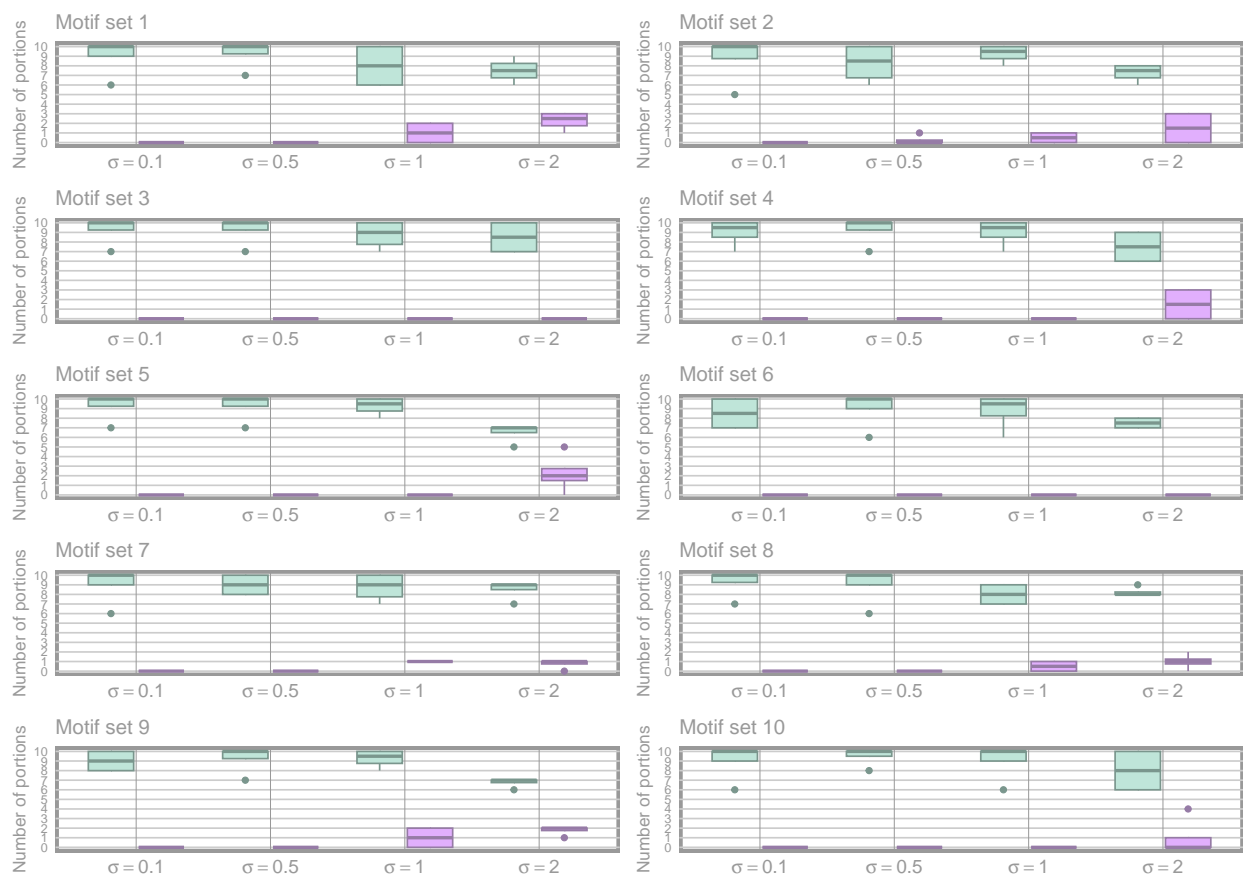 Motif set 1
Number of portions
10
9
8
7
6
5
4
3
2
1
0
σ = 0.1
σ = 0.5
σ = 1
σ = 2
Motif set 2
Number of portions
10
9
8
7
6
5
4
3
2
1
0
σ = 0.1
σ = 0.5
σ = 1
σ = 2
Motif set 3
Number of portions
10
9
8
7
6
5
4
3
2
1
0
σ = 0.1
σ = 0.5
σ = 1
σ = 2
Motif set 4
Number of portions
10
9
8
7
6
5
4
3
2
1
0
σ = 0.1
σ = 0.5
σ = 1
σ = 2
Motif set 5
Number of portions
10
9
8
7
6
5
4
3
2
1
0
σ = 0.1
σ = 0.5
σ = 1
σ = 2
Motif set 6
Number of portions
10
9
8
7
6
5
4
3
2
1
0
σ = 0.1
σ = 0.5
σ = 1
σ = 2
Motif set 7
Number of portions
10
9
8
7
6
5
4
3
2
1
0
σ = 0.1
σ = 0.5
σ = 1
σ = 2
Motif set 8
Number of portions
10
9
8
7
6
5
4
3
2
1
0
σ = 0.1
σ = 0.5
σ = 1
σ = 2
Motif set 9
Number of portions
10
9
8
7
6
5
4
3
2
1
0
σ = 0.1
σ = 0.5
σ = 1
σ = 2
Motif set 10
Number of portions
10
9
8
7
6
5
4
3
2
1
0
σ = 0.1
σ = 0.5
σ = 1
σ = 2